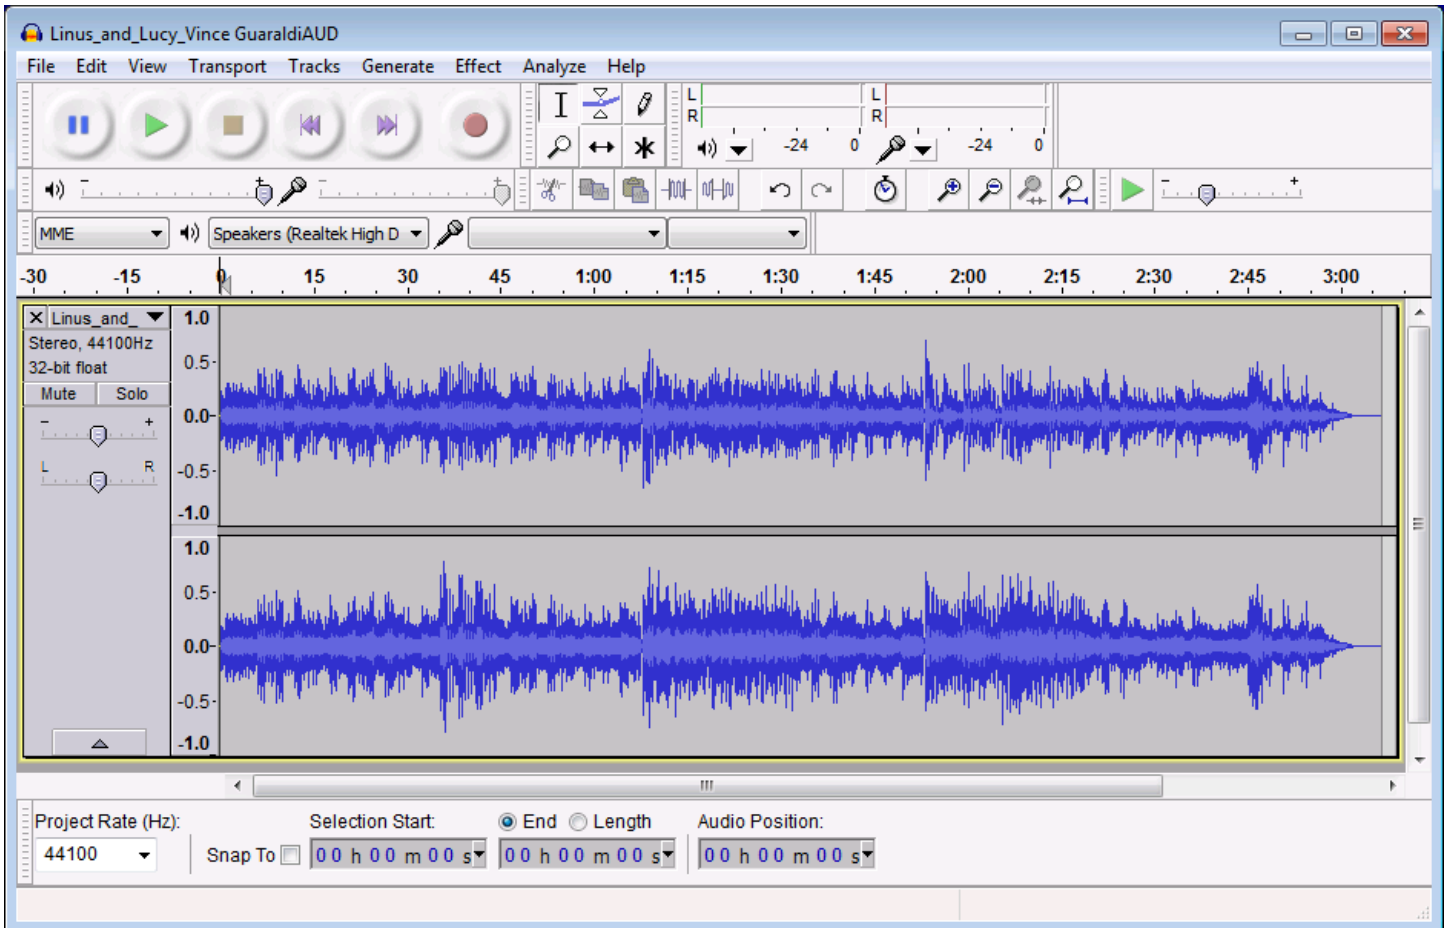 Linus_and_Lucy_Vince GuaraldiAUD
File Edit View Transport Tracks Generate Effect Analyze Help
L L
R R
-24 0 -24 0
- + 
MME Speakers (Realtek High D
-30 -15 0 15 30 45 1:00 1:15 1:30 1:45 2:00 2:15 2:30 2:45 3:00
X Linus_and_ 1.0
Stereo, 44100Hz
32-bit float 0.5-
Mute Solo
- + 0.0-
L R -0.5-
-1.0
1.0
0.5-
0.0-
-0.5-
-1.0
Project Rate (Hz): Selection Start: End Length Audio Position:
44100 Snap To 00 h 00 m 00 s 00 h 00 m 00 s 00 h 00 m 00 s